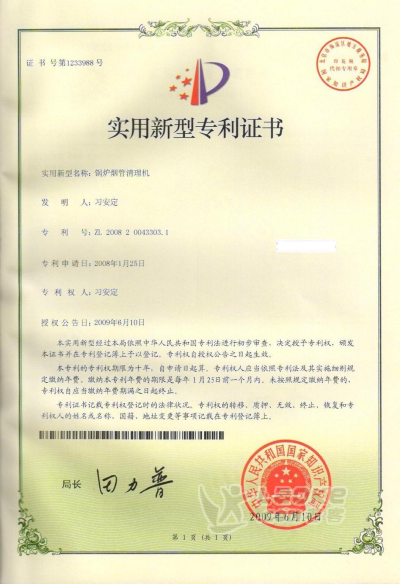 证书号第1233988号
实用新型专利证书
实用新型名称：锅炉烟管清理机
发明人：习安定
专利号：ZL 2008 2 0043303.1
专利申请日：2008年1月25日
专利权人：习安定
授权公告日：2009年6月10日
本实用新型经过本局依照中华人民共和国专利法进行初步审查，决定授予专利权，颁发
本证书并在专利登记簿上予以登记。专利权自授权公告之日起生效。
本专利的专利权期限为十年，自申请日起算。专利权人应当依照专利法及其实施细则规
定缴纳年费。缴纳本专利年费的期限是每年1月25日前一个月内。未按照规定缴纳年费的，专
利权自应当缴纳年费期满之日起终止。
专利证书记载专利权登记时的法律状况。专利权的转移、质押、无效、终止、恢复和专利
权人的姓名或名称、国籍、地址变更等事项记载在专利登记簿上。
局长 田力普
中华人民共和国国家知识产权局
2009年6月10日
第1页（共1页）